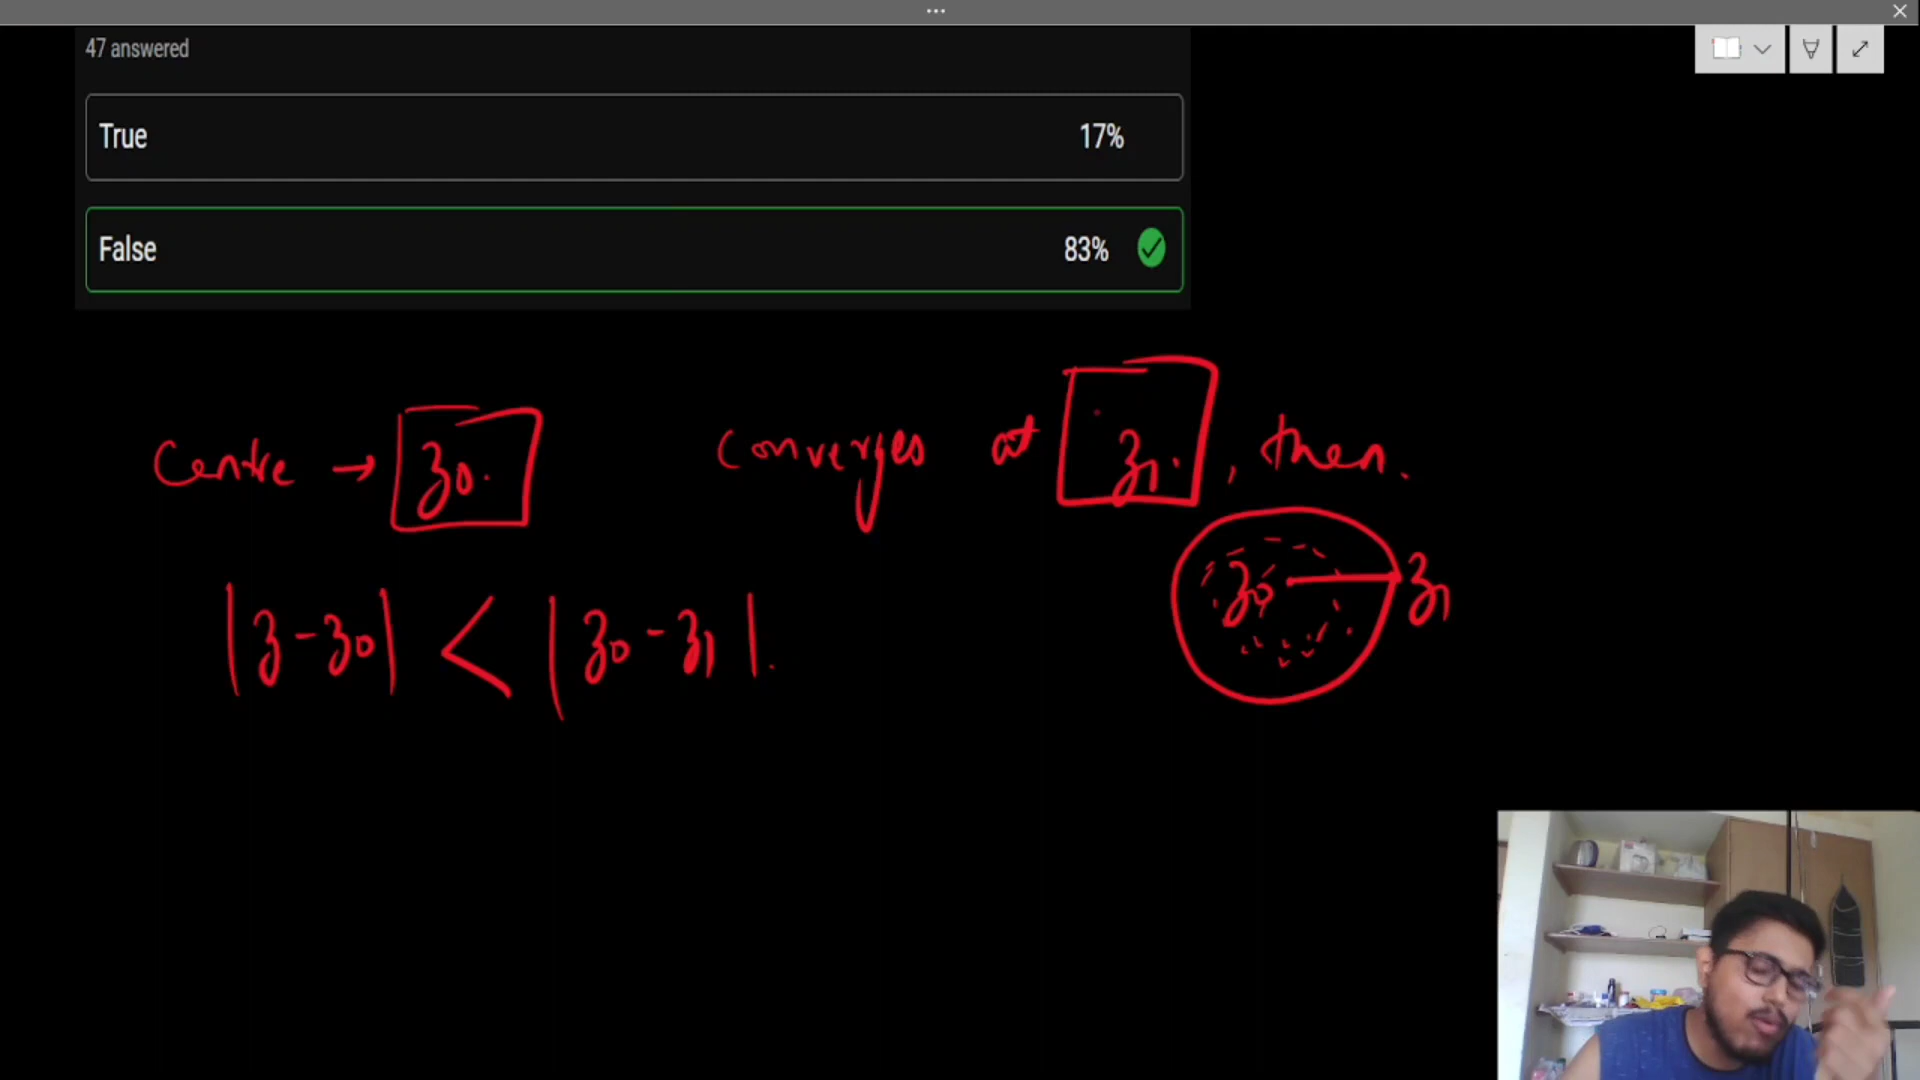 47 answered
True 17%
False 83%
Centre → z₀. converges at z₁. , then.
z₀ z₁
|z - z₀| < |z₀ - z₁|.